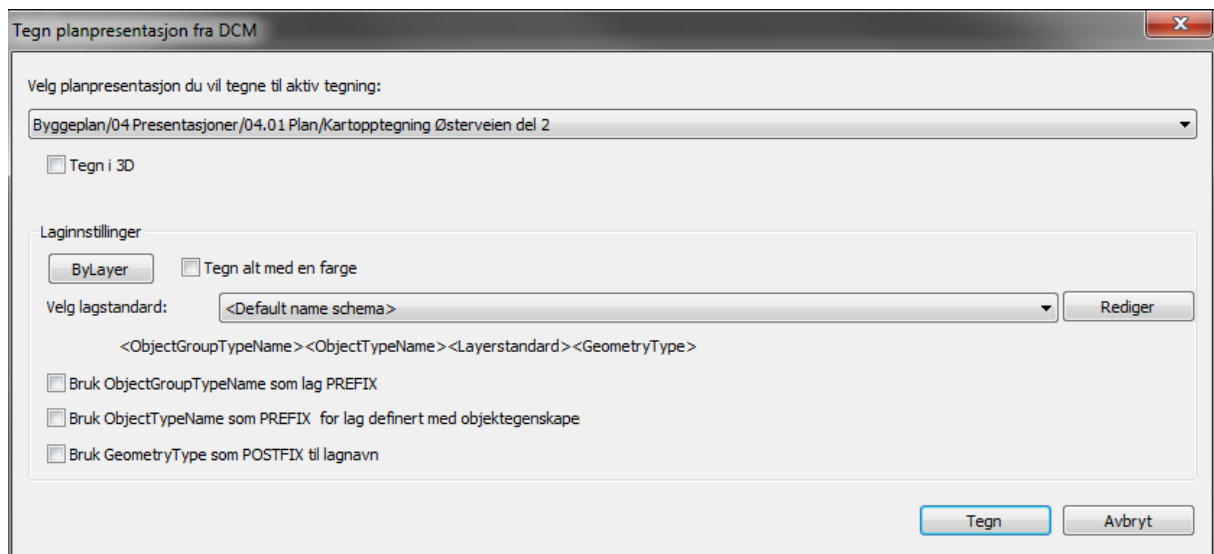 Tegn planpresentasjon fra DCM
Velg planpresentasjon du vil tegne til aktiv tegning:
Byggeplan/04 Presentasjoner/04.01 Plan/Kartopptegning Østerveien del 2
Tegn i 3D
Laginnstillinger
ByLayer Tegn alt med en farge
Velg lagstandard: <Default name schema> Rediger
<ObjectGroupTypeName><ObjectTypeName><Layerstandard><GeometryType>
Bruk ObjectGroupTypeName som lag PREFIX
Bruk ObjectTypeName som PREFIX for lag definert med objektegenskape
Bruk GeometryType som POSTFIX til lagnavn
Tegn Avbryt